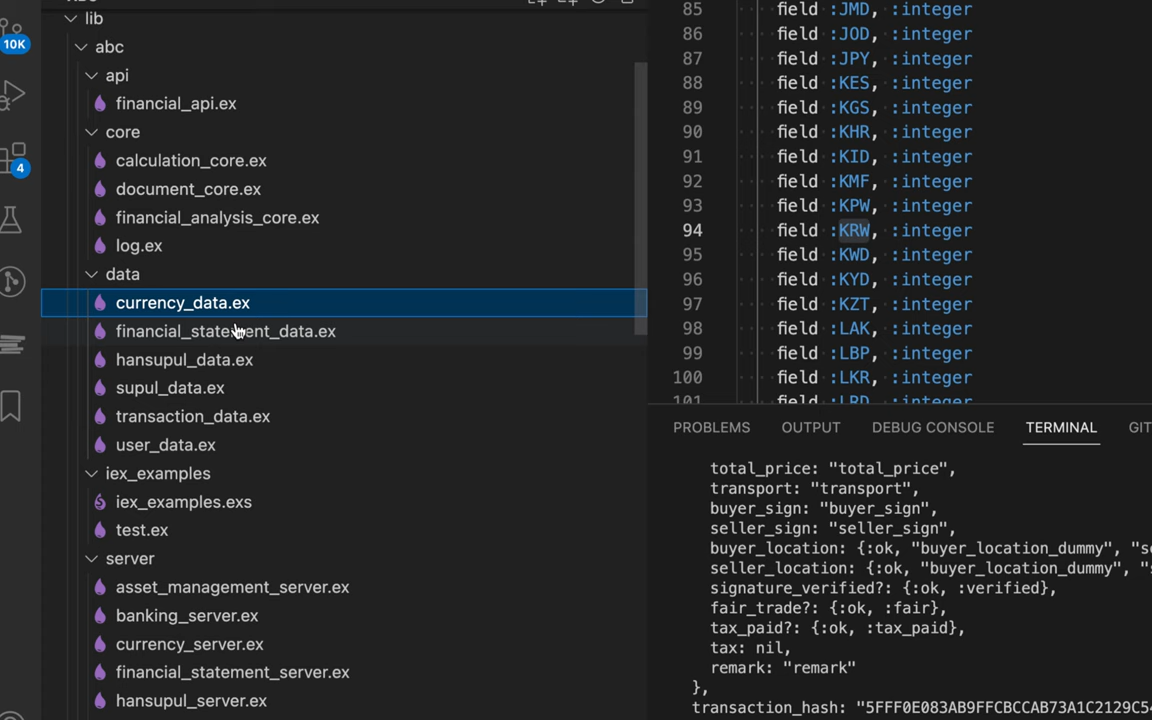 lib
10K
abc
api
financial_api.ex
core
4
calculation_core.ex
document_core.ex
financial_analysis_core.ex
log.ex
data
currency_data.ex
financial_statement_data.ex
hansupul_data.ex
supul_data.ex
transaction_data.ex
user_data.ex
iex_examples
iex_examples.exs
test.ex
server
asset_management_server.ex
banking_server.ex
currency_server.ex
financial_statement_server.ex
hansupul_server.ex
85 field :JMD, :integer
86 field :JOD, :integer
87 field :JPY, :integer
88 field :KES, :integer
89 field :KGS, :integer
90 field :KHR, :integer
91 field :KID, :integer
92 field :KMF, :integer
93 field :KPW, :integer
94 field :KRW, :integer
95 field :KWD, :integer
96 field :KYD, :integer
97 field :KZT, :integer
98 field :LAK, :integer
99 field :LBP, :integer
100 field :LKR, :integer
101 field :LRD, :integer
PROBLEMS OUTPUT DEBUG CONSOLE TERMINAL GIT
total_price: "total_price",
transport: "transport",
buyer_sign: "buyer_sign",
seller_sign: "seller_sign",
buyer_location: {:ok, "buyer_location_dummy", "se
seller_location: {:ok, "buyer_location_dummy", "
signature_verified?: {:ok, :verified},
fair_trade?: {:ok, :fair},
tax_paid?: {:ok, :tax_paid},
tax: nil,
remark: "remark"
},
transaction_hash: "5FFF0E083AB9FFCBCCAB73A1C2129C5